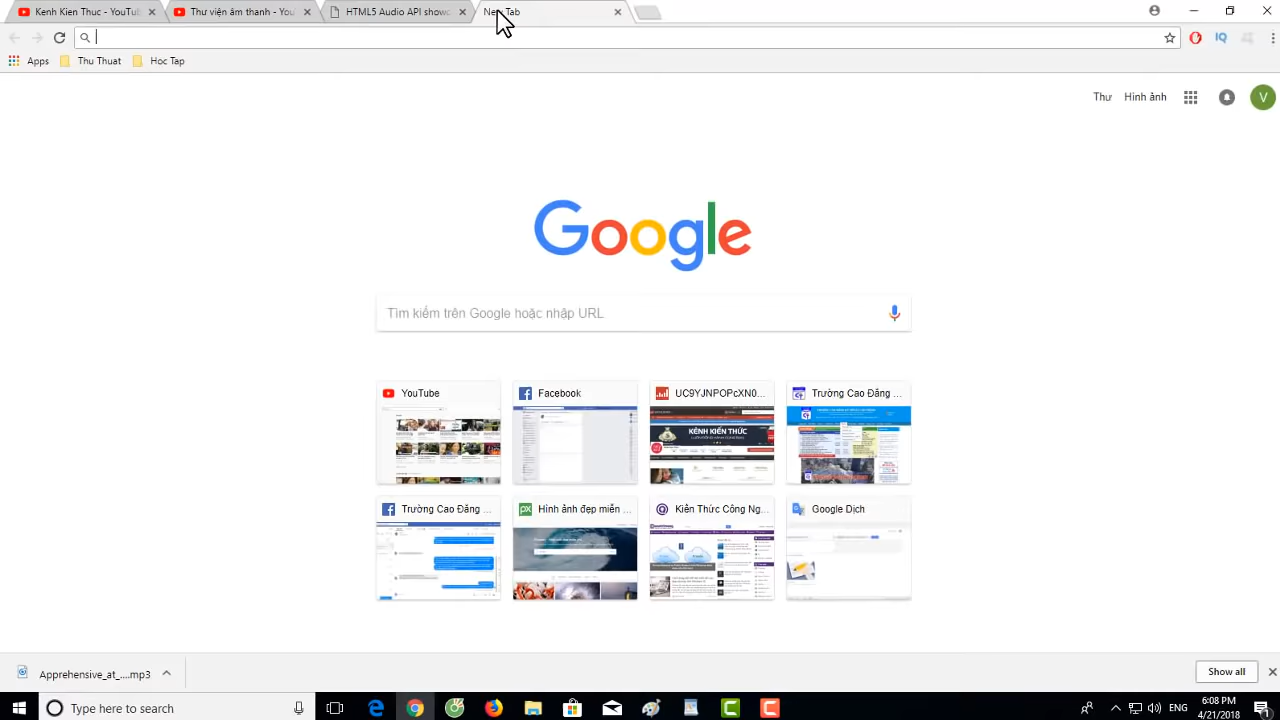 Kenh Kien Thuc - YouTu
Thư viện âm thanh - You
HTML5 Audio API showc
New Tab
Apps
Thu Thuat
Hoc Tap
Thư
Hình ảnh
V
Google
Tìm kiếm trên Google hoặc nhập URL
YouTube
Facebook
UC9YJNPOPcXN0...
Trường Cao Đẳng ...
KÊNH KIẾN THỨC
Trường Cao Đẳng ...
Hình ảnh đẹp miễn ...
Kiến Thức Công Ng...
Google Dịch
Apprehensive_at_....mp3
Show all
Type here to search
ENG
6:08 PM
4/21/2018